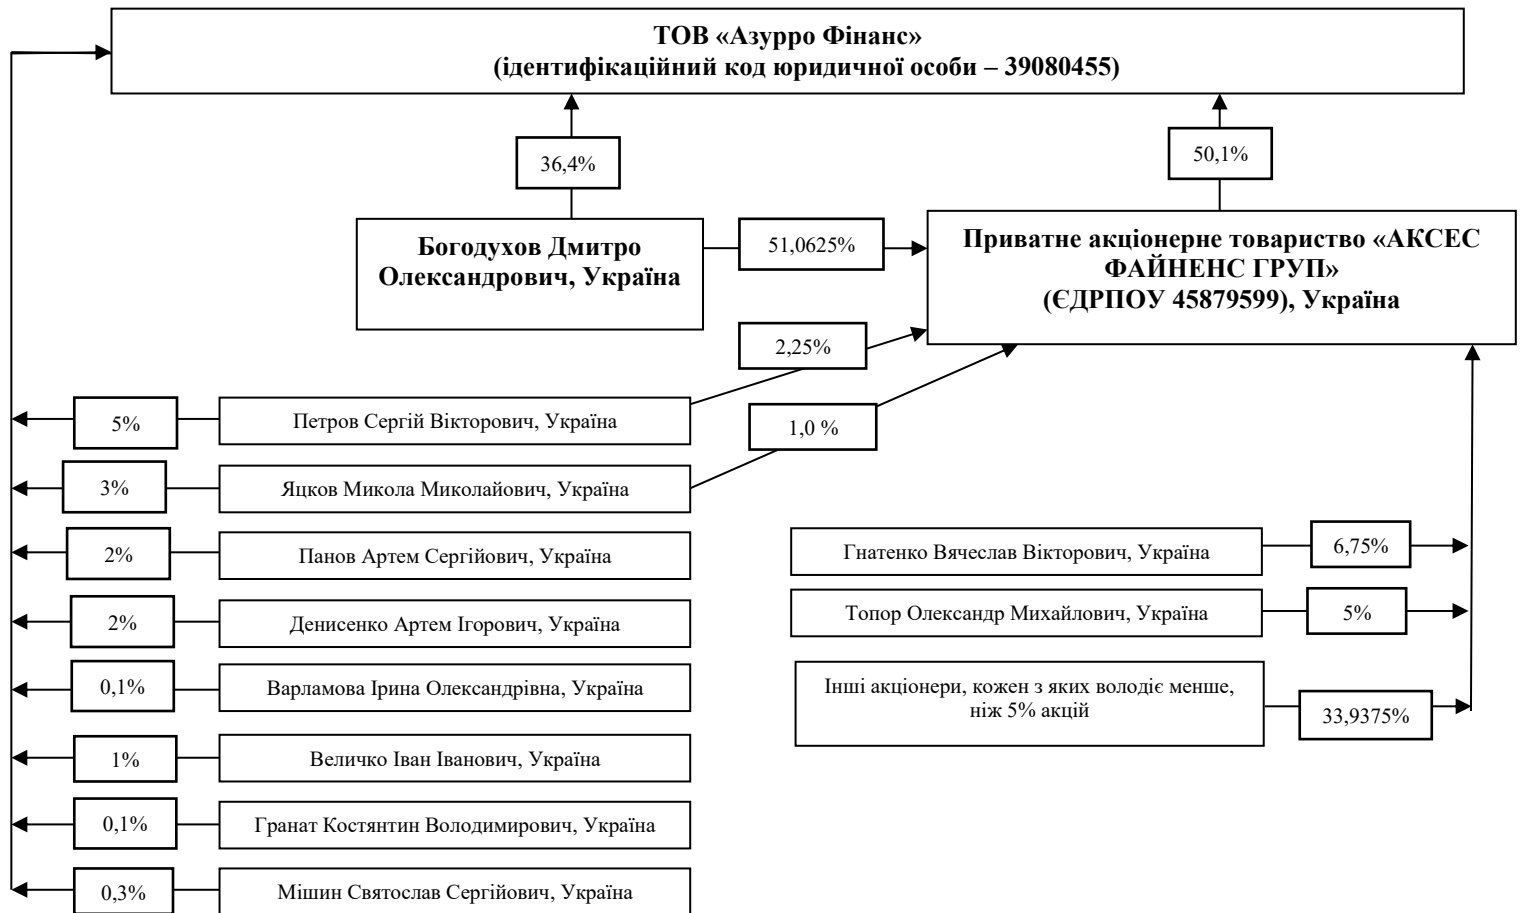 ТОВ «Азурро Фінанс»
(ідентифікаційний код юридичної особи – 39080455)
36,4%
50,1%
Богодухов Дмитро
Олександрович, Україна
51,0625%
Приватне акціонерне товариство «АКСЕС
ФАЙНЕНС ГРУП»
(ЄДРПОУ 45879599), Україна
2,25%
1,0 %
5%
Петров Сергій Вікторович, Україна
3%
Яцков Микола Миколайович, Україна
2%
Панов Артем Сергійович, Україна
2%
Денисенко Артем Ігорович, Україна
0,1%
Варламова Ірина Олександрівна, Україна
1%
Величко Іван Іванович, Україна
0,1%
Гранат Костянтин Володимирович, Україна
0,3%
Мішин Святослав Сергійович, Україна
Гнатенко Вячеслав Вікторович, Україна
6,75%
Топор Олександр Михайлович, Україна
5%
Інші акціонери, кожен з яких володіє менше,
ніж 5% акцій
33,9375%